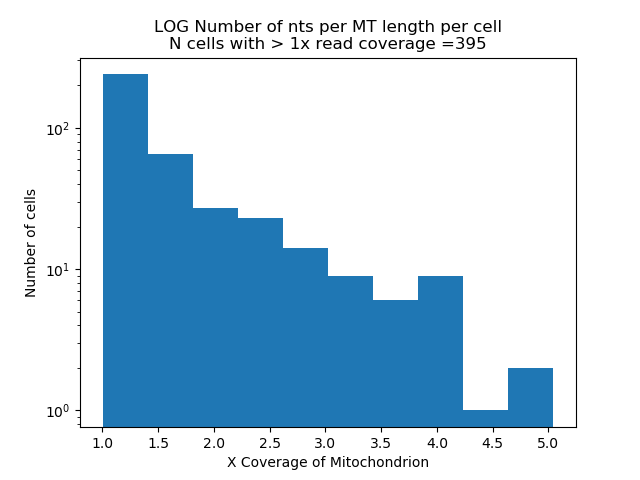 LOG Number of nts per MT length per cell
N cells with > 1x read coverage =395
Number of cells
10²
10¹
10⁰
1.0 1.5 2.0 2.5 3.0 3.5 4.0 4.5 5.0
X Coverage of Mitochondrion